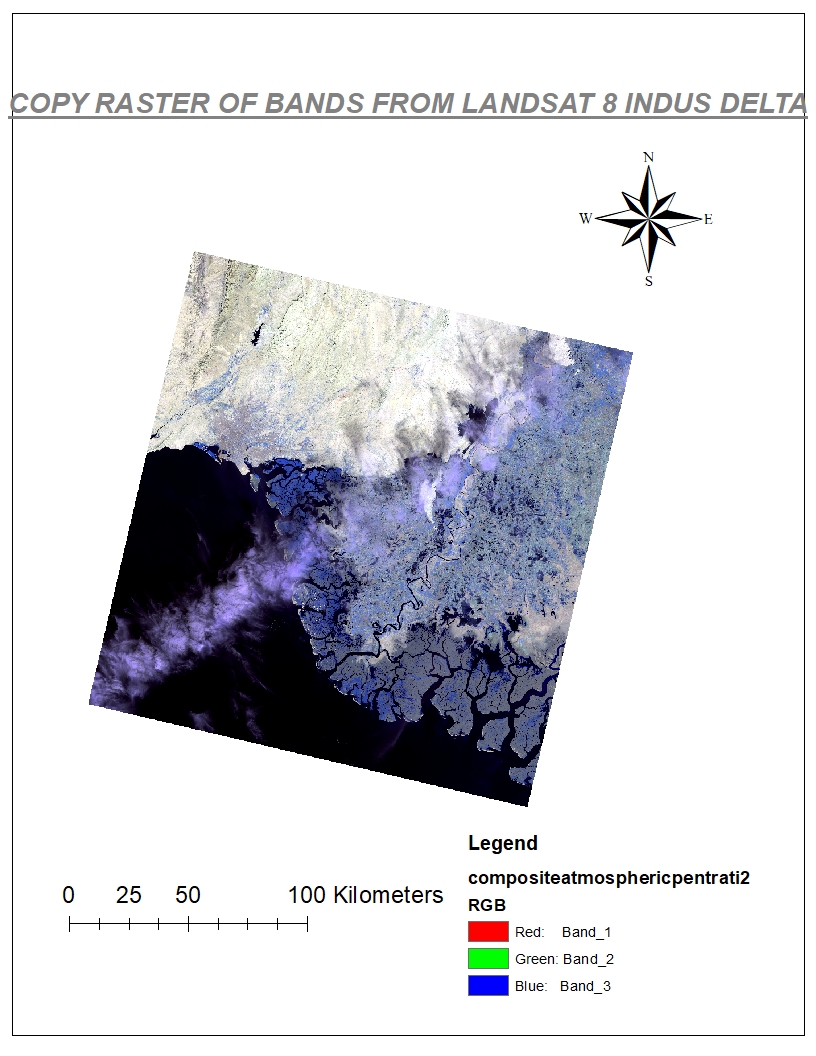 COPY RASTER OF BANDS FROM LANDSAT 8 INDUS DELTA
N
W E
S
Legend
compositeatmosphericpentrati2
RGB
Red: Band_1
Green: Band_2
Blue: Band_3
0 25 50 100 Kilometers